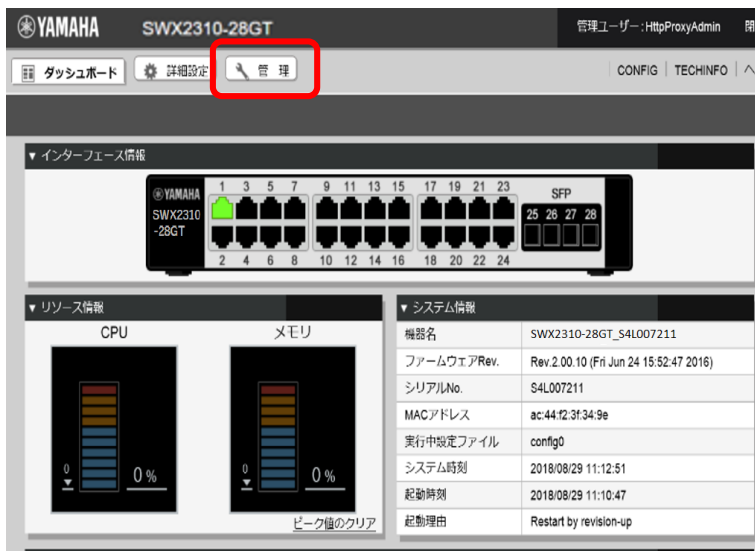 YAMAHA SWX2310-28GT 管理ユーザー : HttpProxyAdmin
ダッシュボード 詳細設定 管理 CONFIG | TECHINFO |
▼ インターフェース情報
YAMAHA
SWX2310
-28GT
1 3 5 7 9 11 13 15 17 19 21 23 SFP
25 26 27 28
2 4 6 8 10 12 14 16 18 20 22 24
▼ リソース情報
CPU メモリ
0 0 % 0 0 %
ピーク値のクリア
▼ システム情報
機器名 SWX2310-28GT_S4L007211
ファームウェアRev. Rev.2.00.10 (Fri Jun 24 15:52:47 2016)
シリアルNo. S4L007211
MACアドレス ac:44:f2:3f:34:9e
実行中設定ファイル config0
システム時刻 2018/08/29 11:12:51
起動時刻 2018/08/29 11:10:47
起動理由 Restart by revision-up